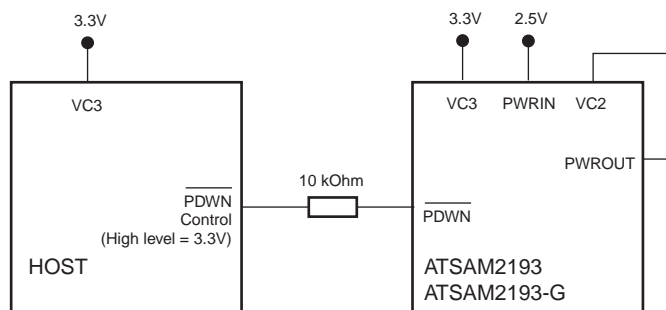 3.3V
3.3V
2.5V
VC3
VC3
PWRIN
VC2
PWROUT
10 kOhm
PDWN
Control
(High level = 3.3V)
PDWN
HOST
ATSAM2193
ATSAM2193-G